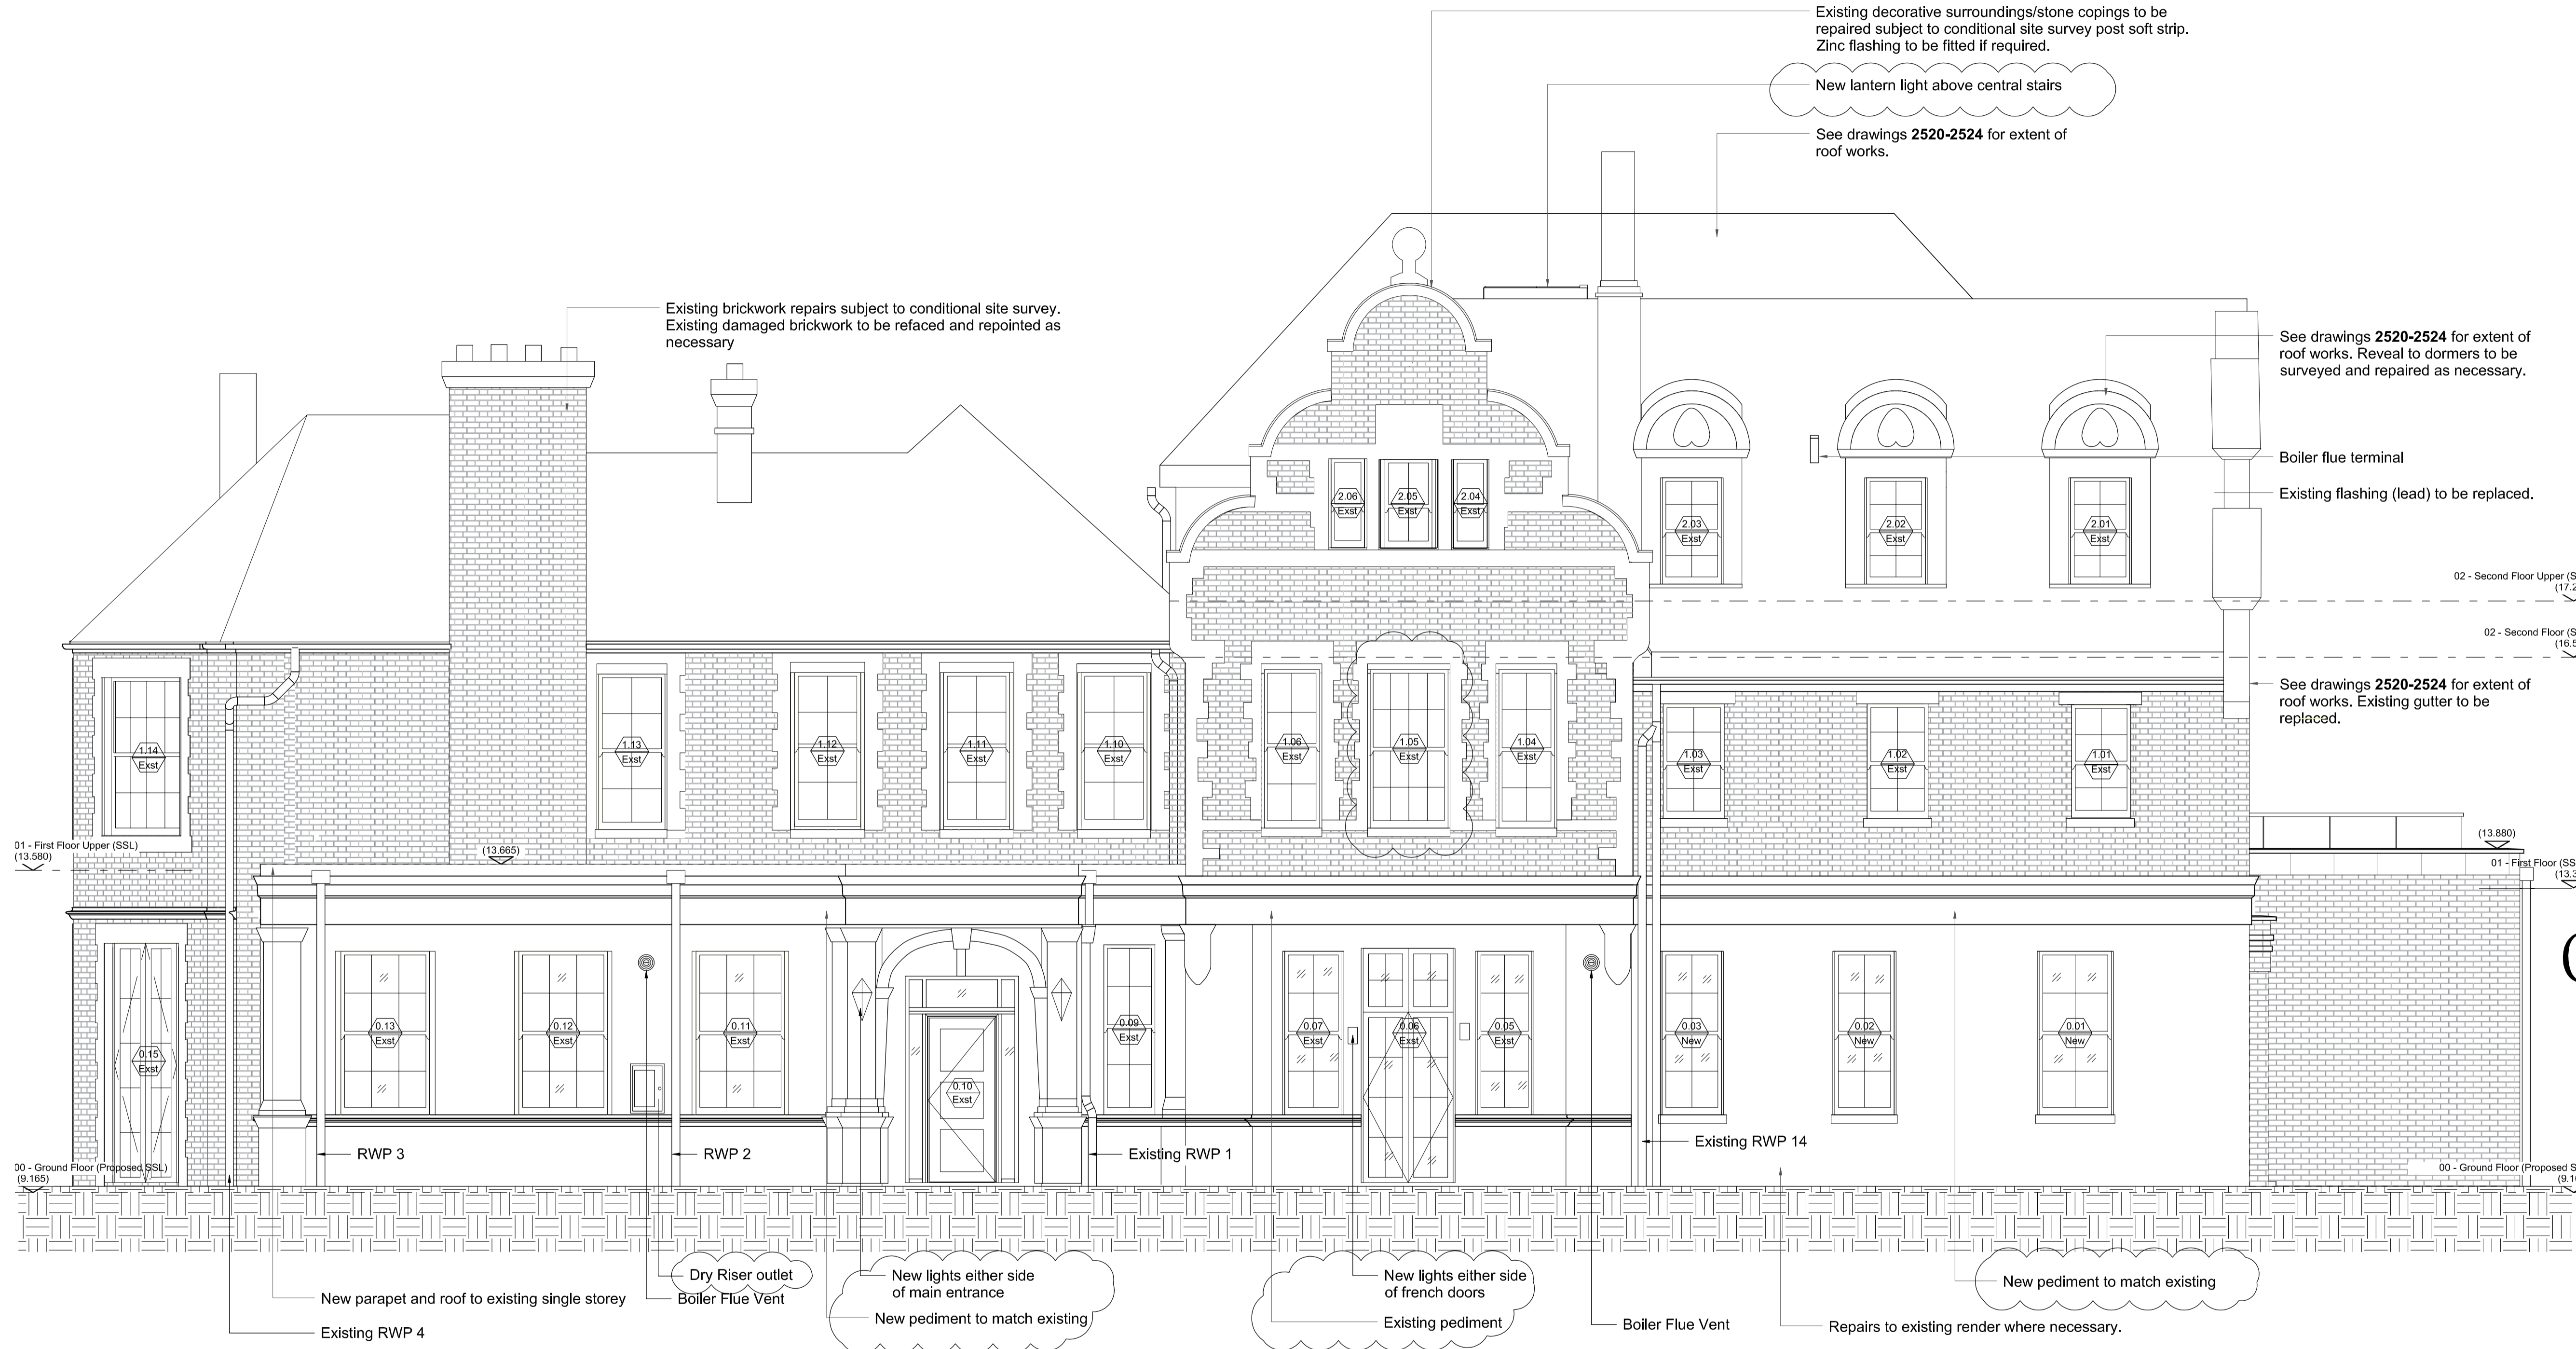 Existing decorative surroundings/stone copings to be
repaired subject to conditional site survey post soft strip.
Zinc flashing to be fitted if required.
New lantern light above central stairs
See drawings 2520-2524 for extent of
roof works.
Existing brickwork repairs subject to conditional site survey.
Existing damaged brickwork to be refaced and repointed as
necessary
See drawings 2520-2524 for extent of
roof works. Reveal to dormers to be
surveyed and repaired as necessary.
Boiler flue terminal
Existing flashing (lead) to be replaced.
2.06
Exst
2.05
Exst
2.04
Exst
2.03
Exst
2.02
Exst
2.01
Exst
02 - Second Floor Upper (S
(17.2
02 - Second Floor (S
(16.5
See drawings 2520-2524 for extent of
roof works. Existing gutter to be
replaced.
1.14
Exst
1.13
Exst
1.12
Exst
1.11
Exst
1.10
Exst
1.06
Exst
1.05
Exst
1.04
Exst
1.03
Exst
1.02
Exst
1.01
Exst
01 - First Floor Upper (SSL)
(13.580)
(13.665)
(13.880)
01 - First Floor (SS
(13.3
0.15
Exst
0.13
Exst
0.12
Exst
0.11
Exst
0.10
Exst
0.09
Exst
0.07
Exst
0.06
Exst
0.05
Exst
0.03
New
0.02
New
0.01
New
RWP 3
RWP 2
Existing RWP 1
Existing RWP 14
00 - Ground Floor (Proposed SSL)
(9.165)
00 - Ground Floor (Proposed S
(9.16
Dry Riser outlet
Boiler Flue Vent
New lights either side
of main entrance
New pediment to match existing
New lights either side
of french doors
Existing pediment
Boiler Flue Vent
New pediment to match existing
Repairs to existing render where necessary.
New parapet and roof to existing single storey
Existing RWP 4